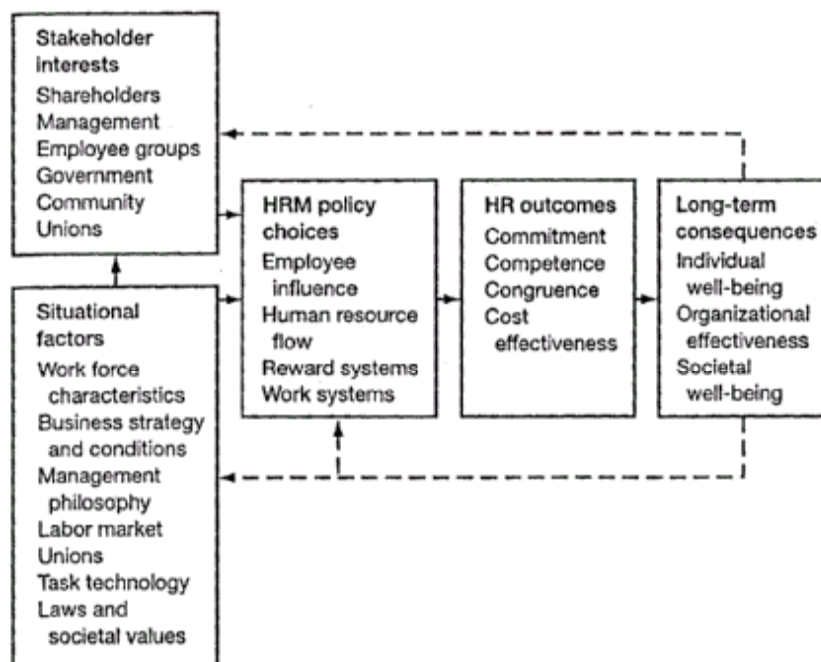 Stakeholder
interests
Shareholders
Management
Employee groups
Government
Community
Unions
Situational
factors
Work force
characteristics
Business strategy
and conditions
Management
philosophy
Labor market
Unions
Task technology
Laws and
societal values
HRM policy
choices
Employee
influence
Human resource
flow
Reward systems
Work systems
HR outcomes
Commitment
Competence
Congruence
Cost
effectiveness
Long-term
consequences
Individual
well-being
Organizational
effectiveness
Societal
well-being